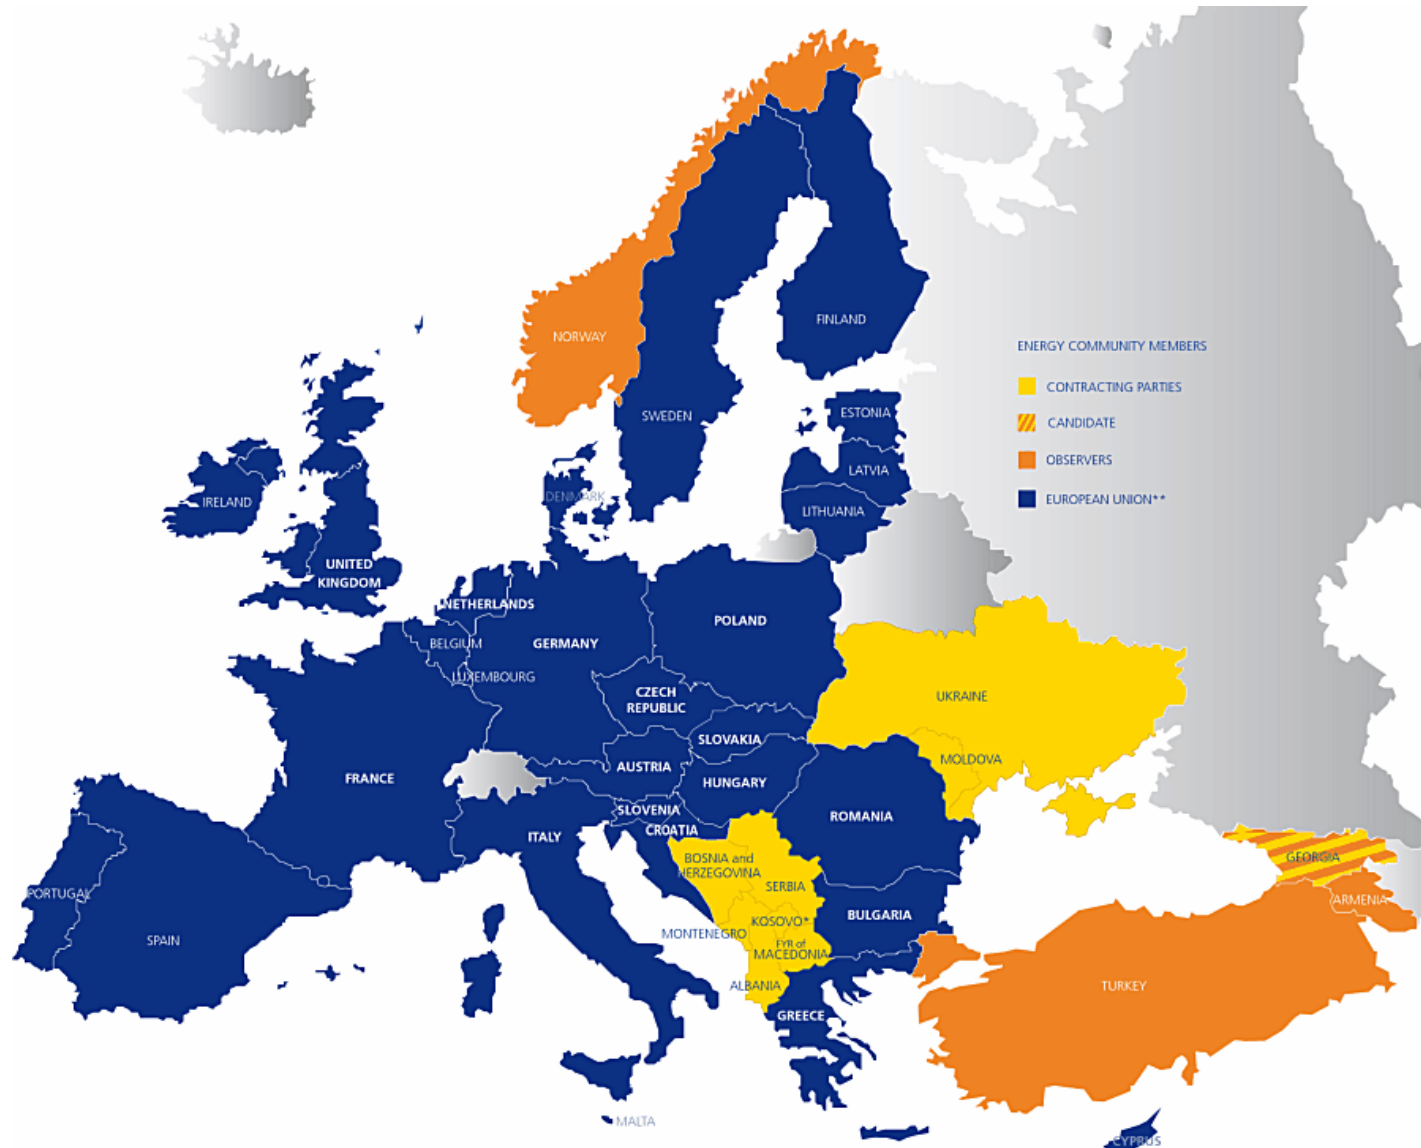 NORWAY
FINLAND
ENERGY COMMUNITY MEMBERS
CONTRACTING PARTIES
CANDIDATE
OBSERVERS
EUROPEAN UNION**
SWEDEN
ESTONIA
LATVIA
LITHUANIA
DENMARK
IRELAND
UNITED
KINGDOM
NETHERLANDS
BELGIUM
LUXEMBOURG
GERMANY
POLAND
CZECH
REPUBLIC
SLOVAKIA
UKRAINE
MOLDOVA
FRANCE
AUSTRIA
HUNGARY
SLOVENIA
CROATIA
ITALY
ROMANIA
BOSNIA and
HERZEGOVINA
SERBIA
GEORGIA
ARMENIA
PORTUGAL
SPAIN
MONTENEGRO
KOSOVO*
BULGARIA
FYR of
MACEDONIA
ALBANIA
GREECE
TURKEY
MALTA
CYPRUS